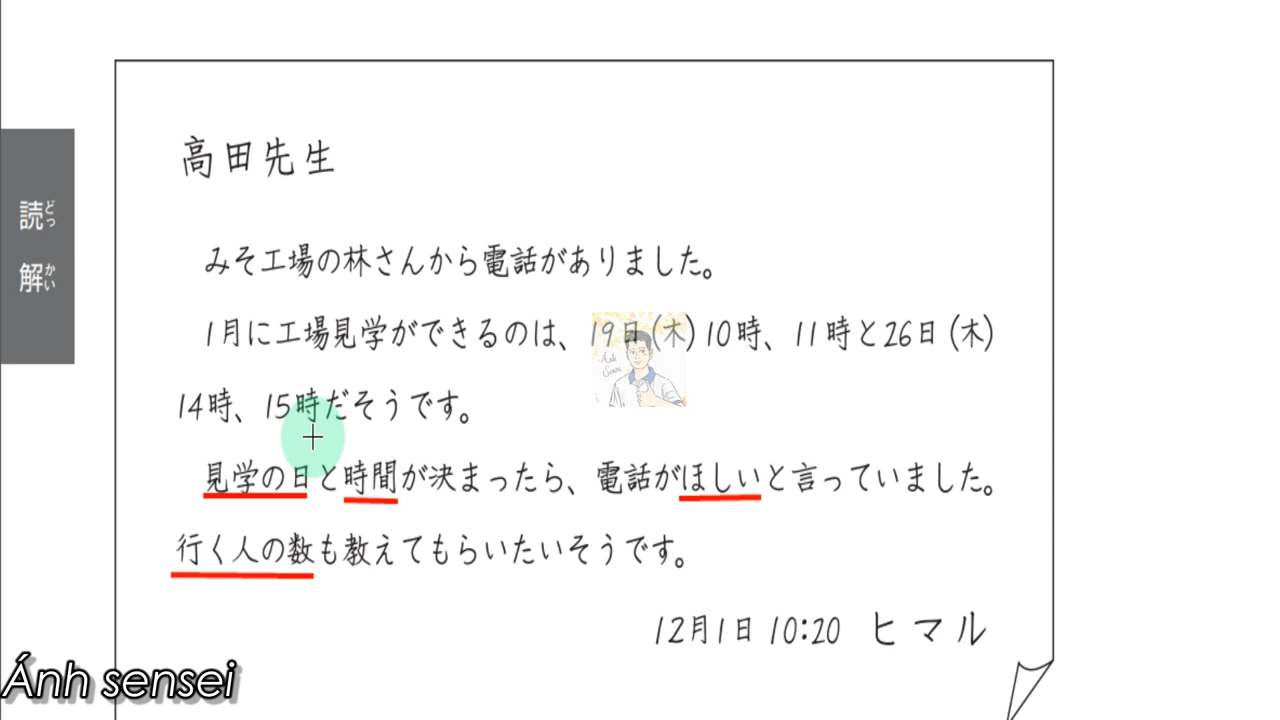 高田先生
みそ工場の林さんから電話がありました。
1月に工場見学ができるのは、19日(木)10時、11時と26日(木)
14時、15時だそうです。
見学の日と時間が決まったら、電話がほしいと言っていました。
行く人の数も教えてもらいたいそうです。
12月1日 10:20 ヒマル
読解
どっかい
Ánh sensei
Ánh